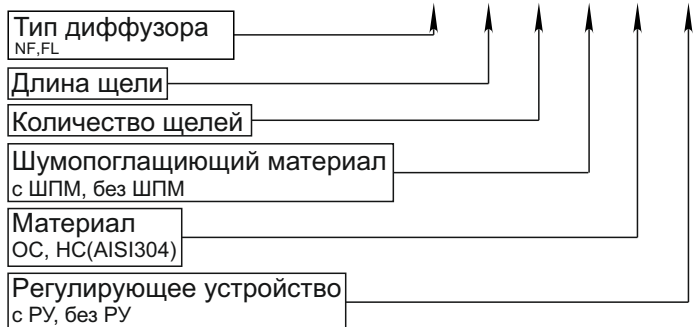 Тип диффузора
NF,FL
Длина щели
Количество щелей
Шумопоглащиющий материал
с ШПМ, без ШПМ
Материал
ОС, НС(AISI304)
Регулирующее устройство
с РУ, без РУ